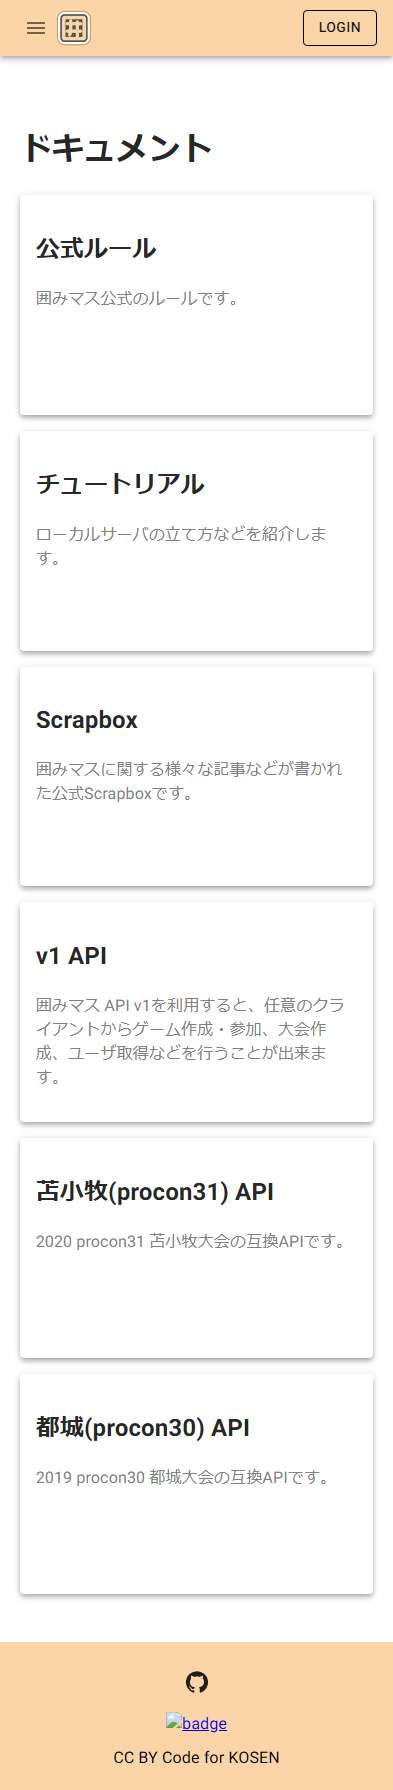 LOGIN
ドキュメント
公式ルール
囲みマス公式のルールです。
チュートリアル
ローカルサーバの立て方などを紹介しま
す。
Scrapbox
囲みマスに関する様々な記事などが書かれ
た公式Scrapboxです。
v1 API
囲みマス API v1を利用すると、任意のクラ
イアントからゲーム作成・参加、大会作
成、ユーザ取得などを行うことが出来ま
す。
苫小牧(procon31) API
2020 procon31 苫小牧大会の互換APIです。
都城(procon30) API
2019 procon30 都城大会の互換APIです。
badge
CC BY Code for KOSEN